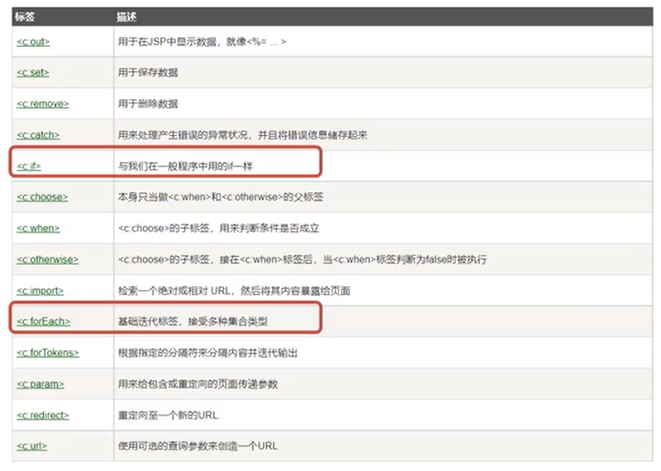 标签 描述
<c:out> 用于在JSP中显示数据，就像<%= ... >
<c:set> 用于保存数据
<c:remove> 用于删除数据
<c:catch> 用来处理产生错误的异常状况，并且将错误信息储存起来
<c:if> 与我们在一般程序中用的if一样
<c:choose> 本身只当做<c:when>和<c:otherwise>的父标签
<c:when> <c:choose>的子标签，用来判断条件是否成立
<c:otherwise> <c:choose>的子标签，接在<c:when>标签后，当<c:when>标签判断为false时被执行
<c:import> 检索一个绝对或相对 URL，然后将其内容暴露给页面
<c:forEach> 基础迭代标签，接受多种集合类型
<c:forTokens> 根据指定的分隔符来分隔内容并迭代输出
<c:param> 用来给包含或重定向的页面传递参数
<c:redirect> 重定向至一个新的URL.
<c:url> 使用可选的查询参数来创造一个URL